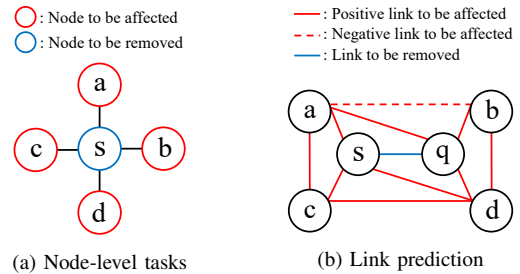 : Node to be affected
: Node to be removed
a
c
s
b
d
(a) Node-level tasks
: Positive link to be affected
: Negative link to be affected
: Link to be removed
a
b
s
q
c
d
(b) Link prediction